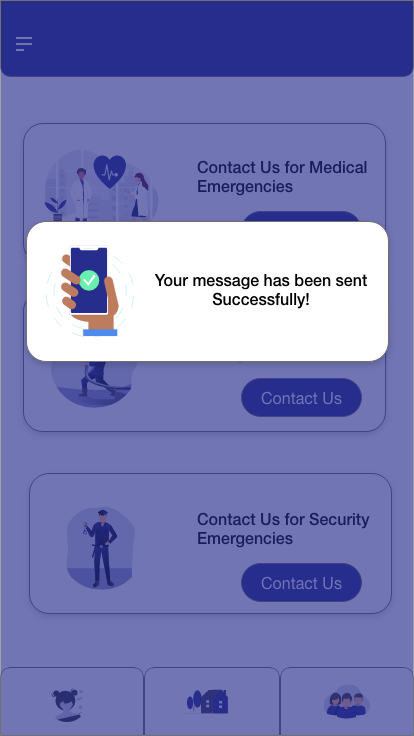 Contact Us for Medical
Emergencies
Your message has been sent
Successfully!
Contact Us
Contact Us for Security
Emergencies
Contact Us